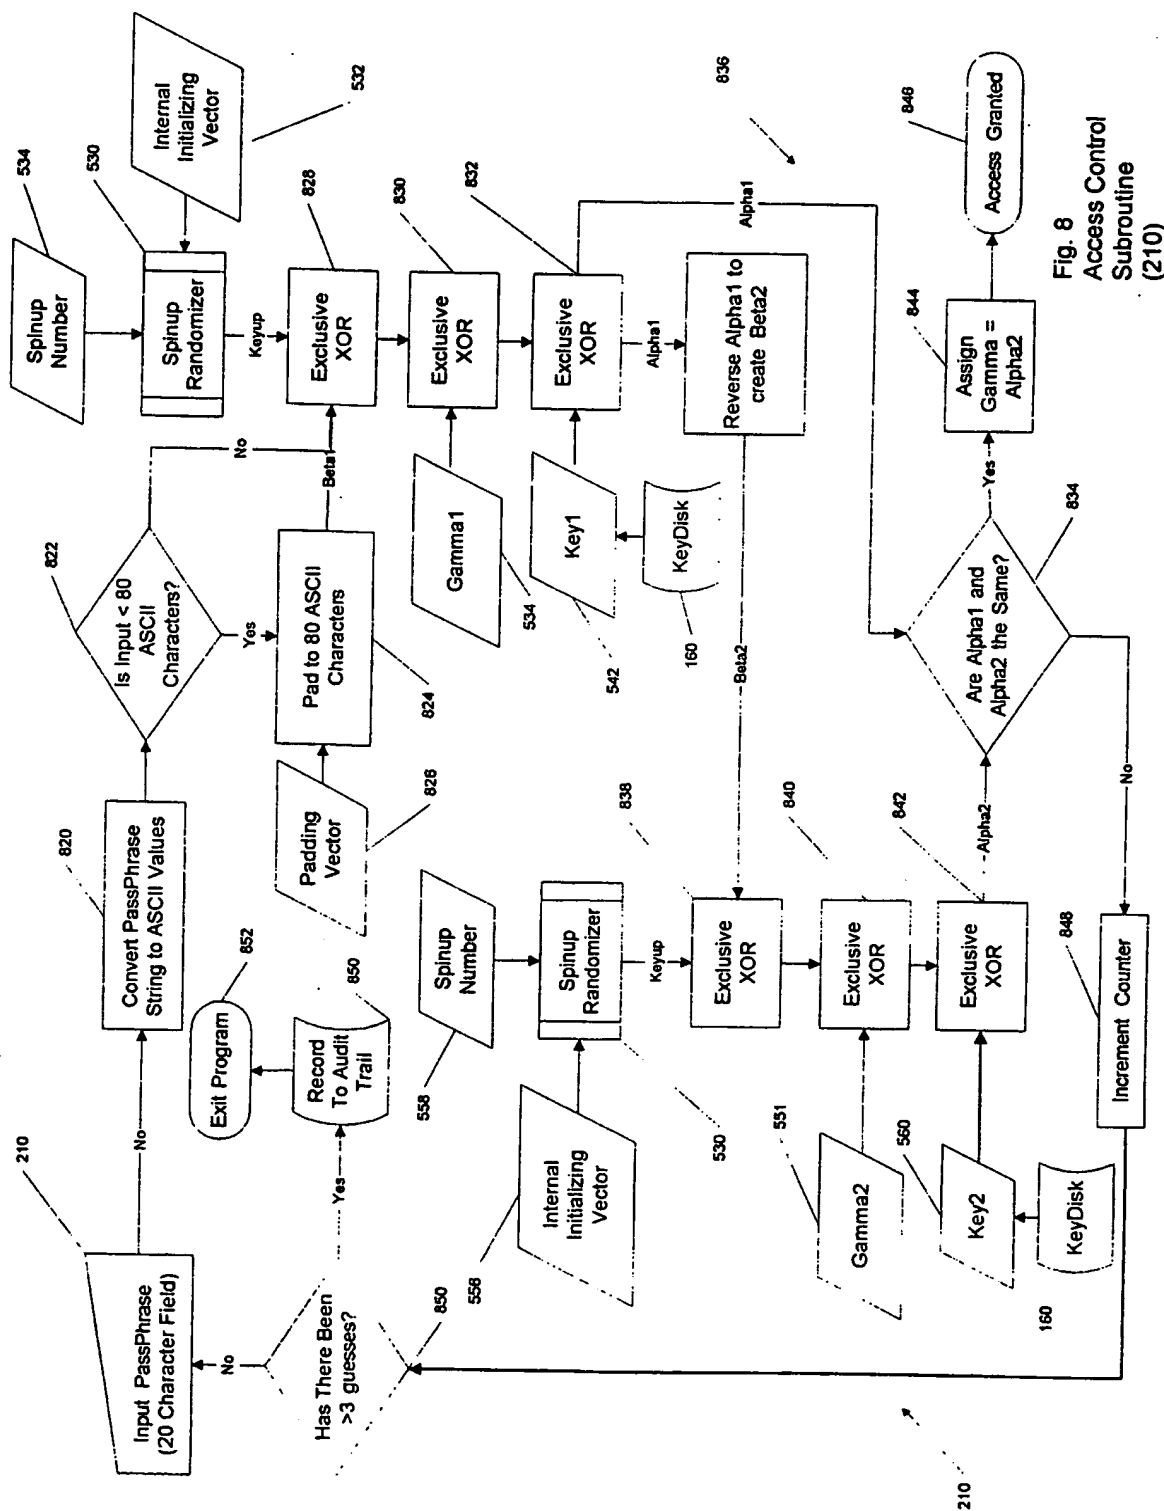 210
Input PassPhrase
(20 Character Field)
No
820
Convert PassPhrase
String to ASCII Values
822
Is Input < 80
ASCII
Characters?
No
Yes
534
Spinup
Number
530
Spinup
Randomizer
Internal
Initializing
Vector
532
Keyup
828
Exclusive
XOR
Beta1
Pad to 80 ASCII
Characters
824
Padding
Vector
826
852
Exit Program
850
Record
To Audit
Trail
Yes
Has There Been
>3 guesses?
No
850
830
Exclusive
XOR
Gamma1
534
832
Exclusive
XOR
Key1
542
KeyDisk
160
Alpha1
Alpha1
Reverse Alpha1 to
create Beta2
Beta2
836
558
Spinup
Number
Spinup
Randomizer
530
Internal
Initializing
Vector
556
Keyup
838
Exclusive
XOR
840
Exclusive
XOR
551
Gamma2
842
Exclusive
XOR
560
Key2
KeyDisk
160
Alpha2
Are Alpha1 and
Alpha2 the Same?
834
Yes
844
Assign
Gamma =
Alpha2
846
Access Granted
No
848
Increment Counter
210
Fig. 8
Access Control
Subroutine
(210)